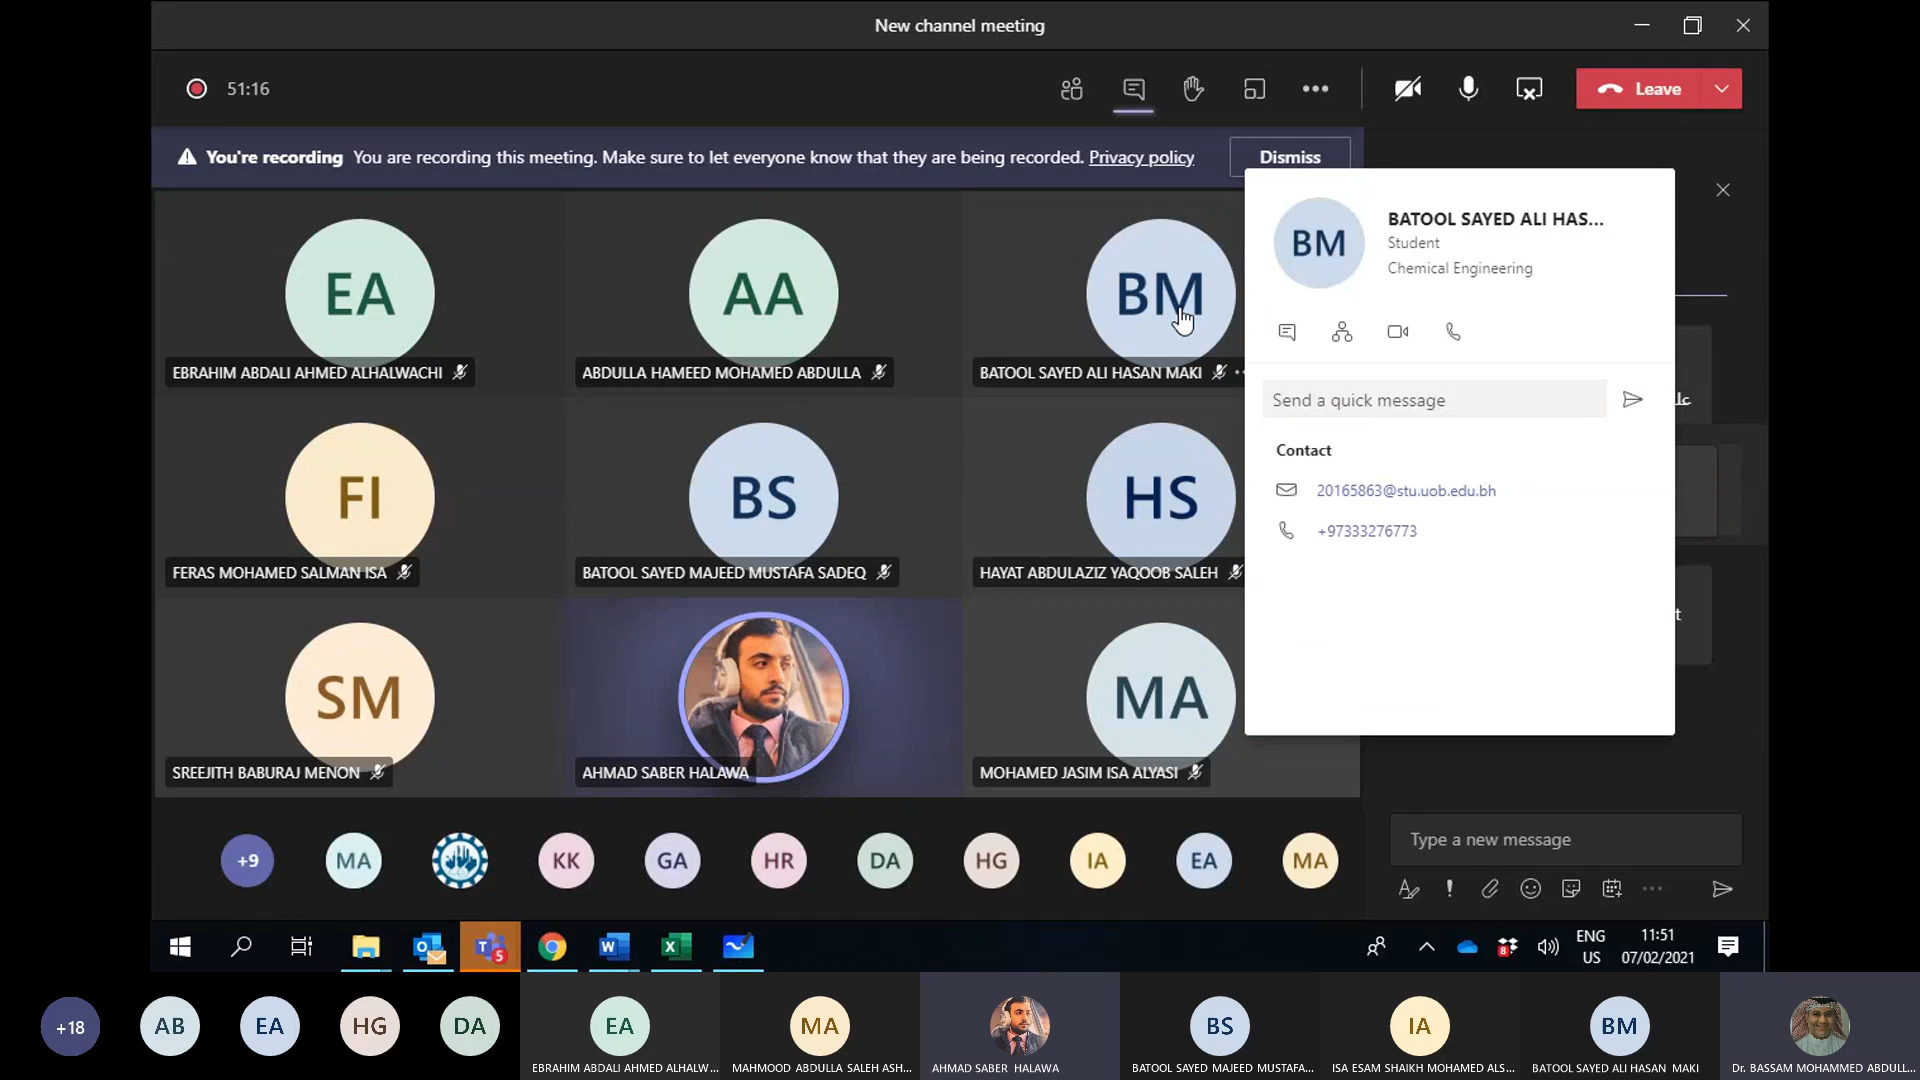 New channel meeting
51:16
Leave
You're recording You are recording this meeting. Make sure to let everyone know that they are being recorded. Privacy policy
Dismiss
EA
EBRAHIM ABDALI AHMED ALHALWACHI
AA
ABDULLA HAMEED MOHAMED ABDULLA
BM
BATOOL SAYED ALI HASAN MAKI
BM
BATOOL SAYED ALI HAS...
Student
Chemical Engineering
Send a quick message
Contact
20165863@stu.uob.edu.bh
+97333276773
FI
FERAS MOHAMED SALMAN ISA
BS
BATOOL SAYED MAJEED MUSTAFA SADEQ
HS
HAYAT ABDULAZIZ YAQOOB SALEH
SM
SREEJITH BABURAJ MENON
AHMAD SABER HALAWA
MA
MOHAMED JASIM ISA ALYASI
+9
MA
KK
GA
HR
DA
HG
IA
EA
MA
Type a new message
5
8
ENG
US
11:51
07/02/2021
+18
AB
EA
HG
DA
EA
EBRAHIM ABDALI AHMED ALHALW...
MA
MAHMOOD ABDULLA SALEH ASH...
AHMAD SABER HALAWA
BS
BATOOL SAYED MAJEED MUSTAFA...
IA
ISA ESAM SHAIKH MOHAMED ALS...
BM
BATOOL SAYED ALI HASAN MAKI
Dr. BASSAM MOHAMMED ABDULL...